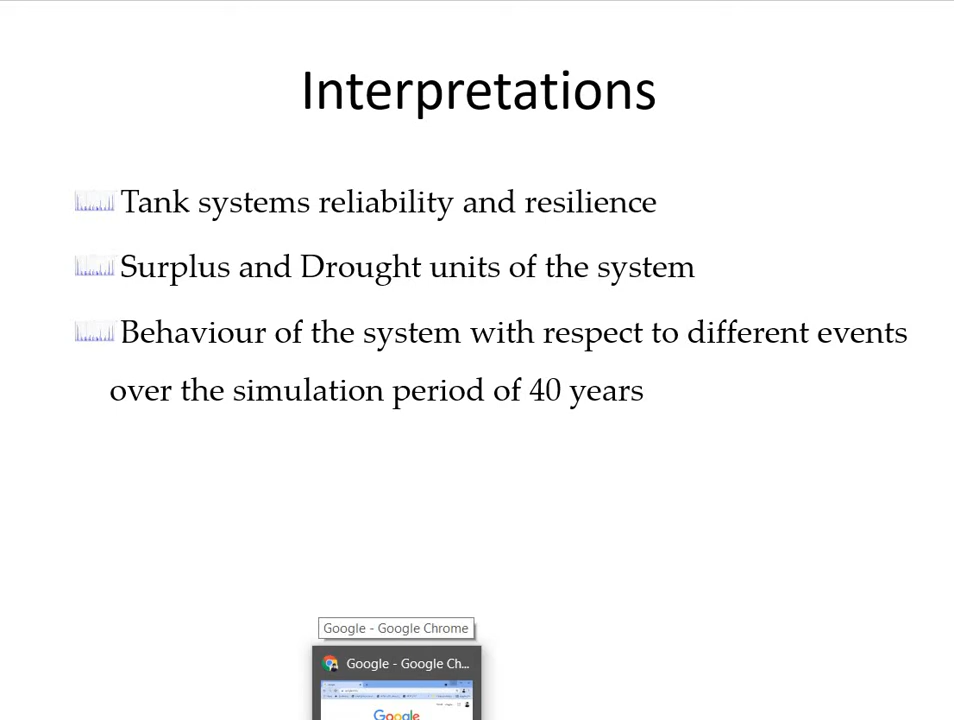 Interpretations
Tank systems reliability and resilience
Surplus and Drought units of the system
Behaviour of the system with respect to different events
over the simulation period of 40 years
Google - Google Chrome
Google - Google Ch...
Google